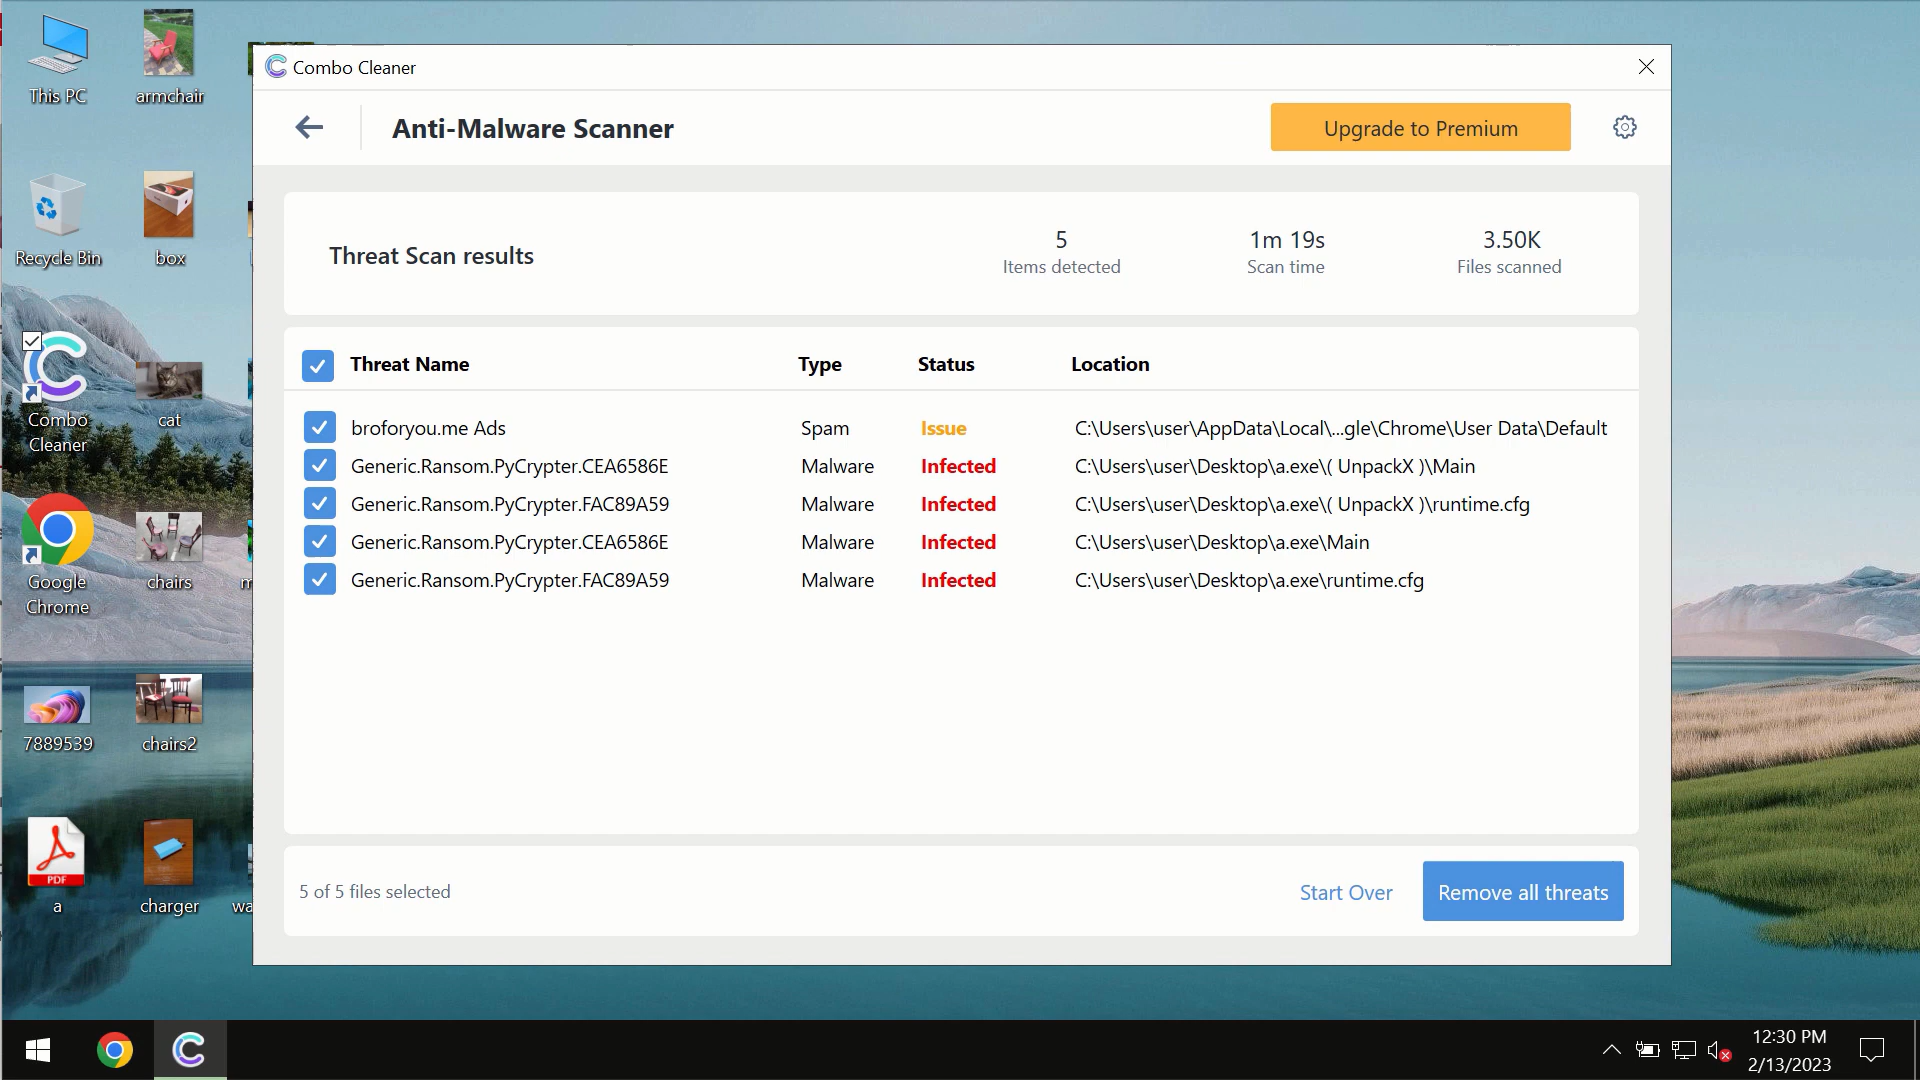 This PC
armchair
Recycle Bin
box
Combo
Cleaner
cat
Google
Chrome
chairs
7889539
chairs2
PDF
a
charger
wa
Combo Cleaner
Anti-Malware Scanner
Upgrade to Premium
Threat Scan results
5
Items detected
1m 19s
Scan time
3.50K
Files scanned
Threat Name Type Status Location
broforyou.me Ads Spam Issue C:\Users\user\AppData\Local\...gle\Chrome\User Data\Default
Generic.Ransom.PyCrypter.CEA6586E Malware Infected C:\Users\user\Desktop\a.exe\( UnpackX )\Main
Generic.Ransom.PyCrypter.FAC89A59 Malware Infected C:\Users\user\Desktop\a.exe\( UnpackX )\runtime.cfg
Generic.Ransom.PyCrypter.CEA6586E Malware Infected C:\Users\user\Desktop\a.exe\Main
Generic.Ransom.PyCrypter.FAC89A59 Malware Infected C:\Users\user\Desktop\a.exe\runtime.cfg
5 of 5 files selected
Start Over
Remove all threats
12:30 PM
2/13/2023